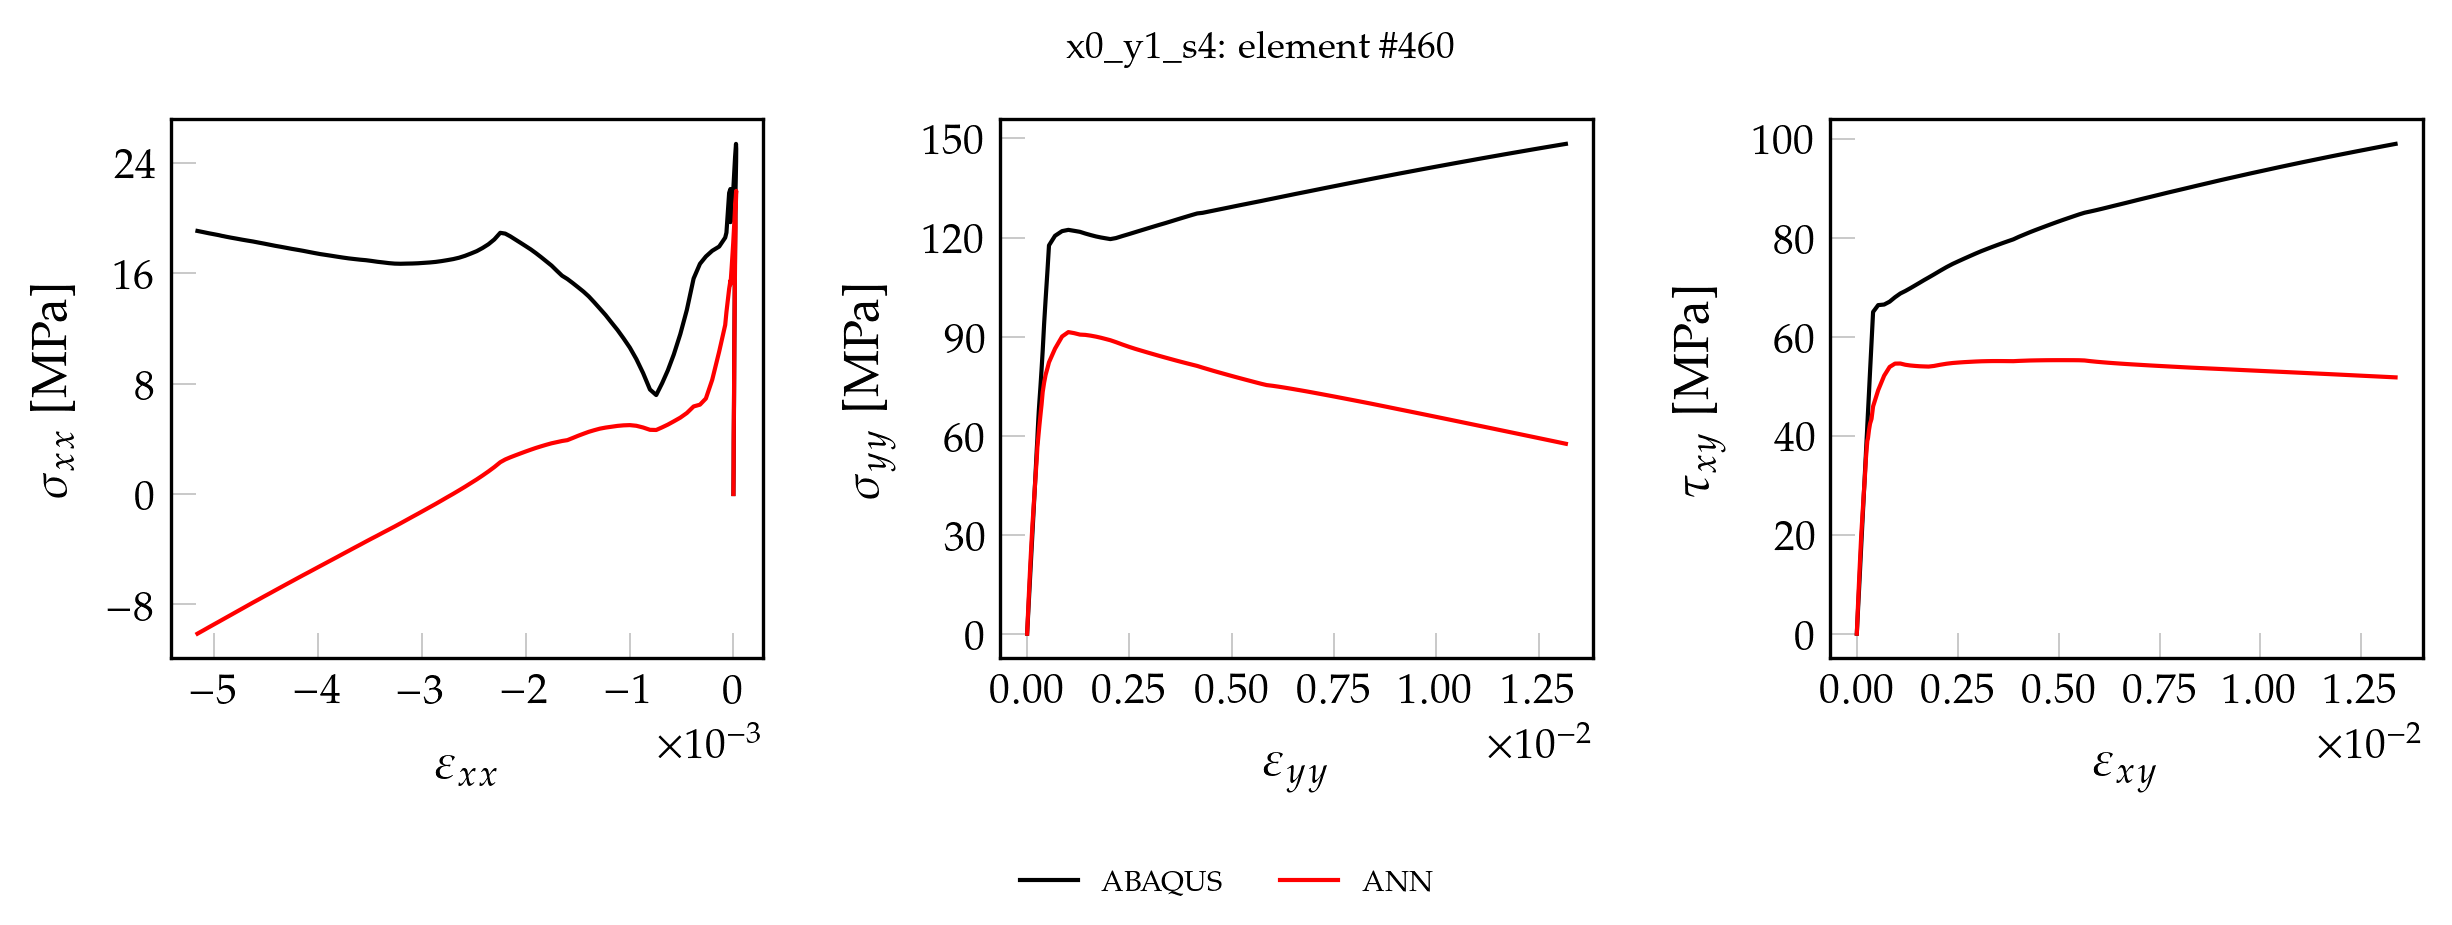 x0_y1_s4: element #460
24
16
8
0
−8
σxx [MPa]
−5 −4 −3 −2 −1 0
×10−3
εxx
150
120
90
60
30
0
σyy [MPa]
0.00 0.25 0.50 0.75 1.00 1.25
×10−2
εyy
100
80
60
40
20
0
τxy [MPa]
0.00 0.25 0.50 0.75 1.00 1.25
×10−2
εxy
ABAQUS ANN